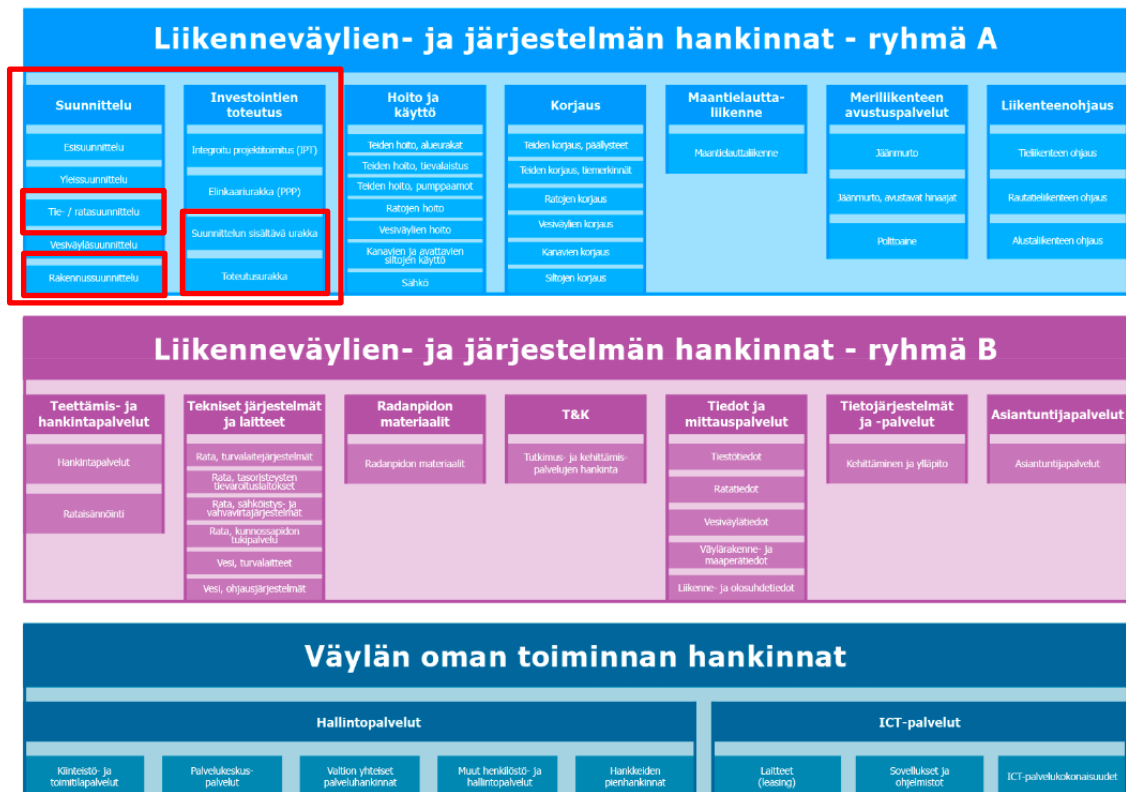 Liikenneväylien- ja järjestelmän hankinnat - ryhmä A
Suunnittelu
Esisuunnittelu
Yleissuunnittelu
Tie- / ratasuunnittelu
Vesiväyläsuunnittelu
Rakennussuunnittelu
Investointien
toteutus
Integroitu projektitoimitus (IPT)
Elinkaariurakka (PPP)
Suunnittelun sisältävä urakka
Toteutusurakka
Hoito ja
käyttö
Teiden hoito, alueurakat
Teiden hoito, tievalaistus
Teiden hoito, pumppaamot
Ratojen hoito
Vesiväylien hoito
Kanavien ja avattavien
siltojen käyttö
Sähkö
Korjaus
Teiden korjaus, päällysteet
Teiden korjaus, tiemerkinnät
Ratojen korjaus
Vesiväylien korjaus
Kanavien korjaus
Siltojen korjaus
Maantielautta-
liikenne
Maantielauttaliikenne
Meriliikenteen
avustuspalvelut
Jäänmurto
Jäänmurto, avustavat hinaajat
Polttoaine
Liikenteenohjaus
Tieliikenteen ohjaus
Rautatieliikenteen ohjaus
Alustaliikenteen ohjaus
Liikenneväylien- ja järjestelmän hankinnat - ryhmä B
Teettämis- ja
hankintapalvelut
Hankintapalvelut
Rataisännöinti
Tekniset järjestelmät
ja laitteet
Rata, turvalaitejärjestelmät
Rata, tasoristeysten
tievaroituslaitokset
Rata, sähköistys- ja
vahvavirtajärjestelmät
Rata, kunnossapidon
tukipalvelu
Vesi, turvalaitteet
Vesi, ohjausjärjestelmät
Radanpidon
materiaalit
Radanpidon materiaalit
T&K
Tutkimus- ja kehittämis-
palvelujen hankinta
Tiedot ja
mittauspalvelut
Tiestötiedot
Ratatiedot
Vesiväylätiedot
Väylärakenne- ja
maaperätiedot
Liikenne- ja olosuhdetiedot
Tietojärjestelmät
ja -palvelut
Kehittäminen ja ylläpito
Asiantuntijapalvelut
Asiantuntijapalvelut
Väylän oman toiminnan hankinnat
Hallintopalvelut
Kiinteistö- ja
toimitilapalvelut
Palvelukeskus-
palvelut
Valtion yhteiset
palveluhankinnat
Muut henkilöstö- ja
hallintopalvelut
Hankkeiden
pienhankinnat
ICT-palvelut
Laitteet
(leasing)
Sovellukset ja
ohjelmistot
ICT-palvelukokonaisuudet